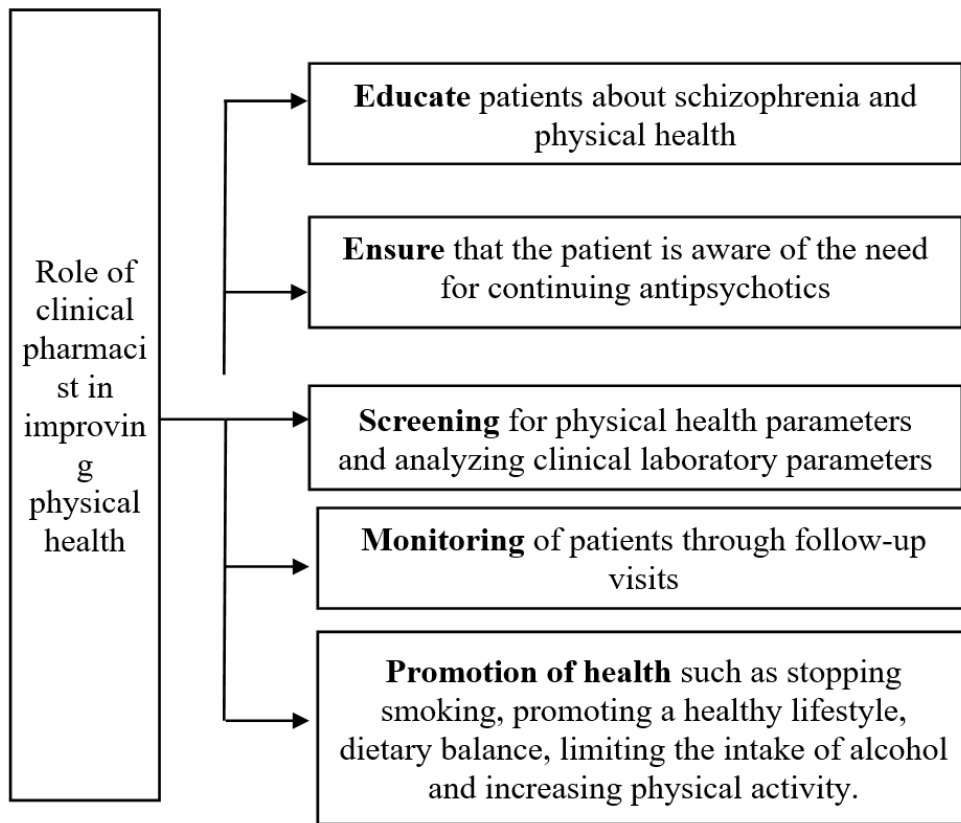 Role of
clinical
pharmaci
st in
improvin
g
physical
health
Educate patients about schizophrenia and
physical health
Ensure that the patient is aware of the need
for continuing antipsychotics
Screening for physical health parameters
and analyzing clinical laboratory parameters
Monitoring of patients through follow-up
visits
Promotion of health such as stopping
smoking, promoting a healthy lifestyle,
dietary balance, limiting the intake of alcohol
and increasing physical activity.